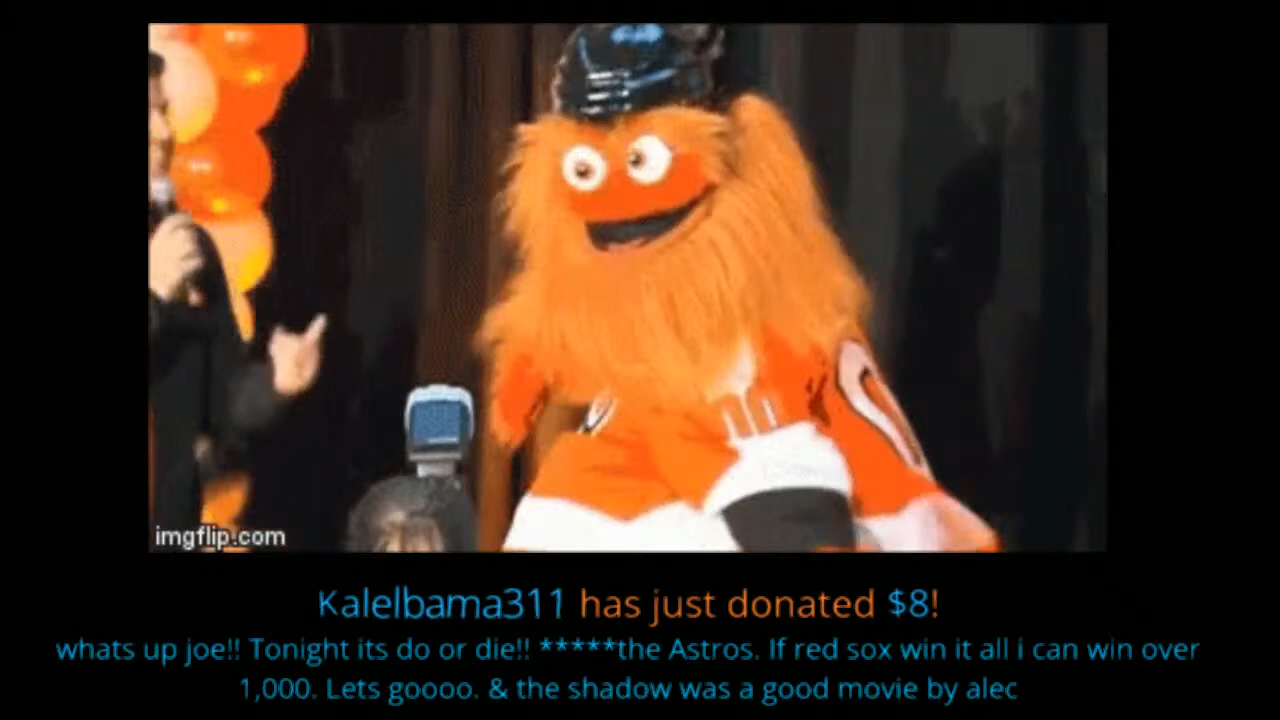 imgflip.com
Kalelbama311 has just donated $8!
whats up joe!! Tonight its do or die!! *****the Astros. If red sox win it all i can win over
1,000. Lets goooo. & the shadow was a good movie by alec